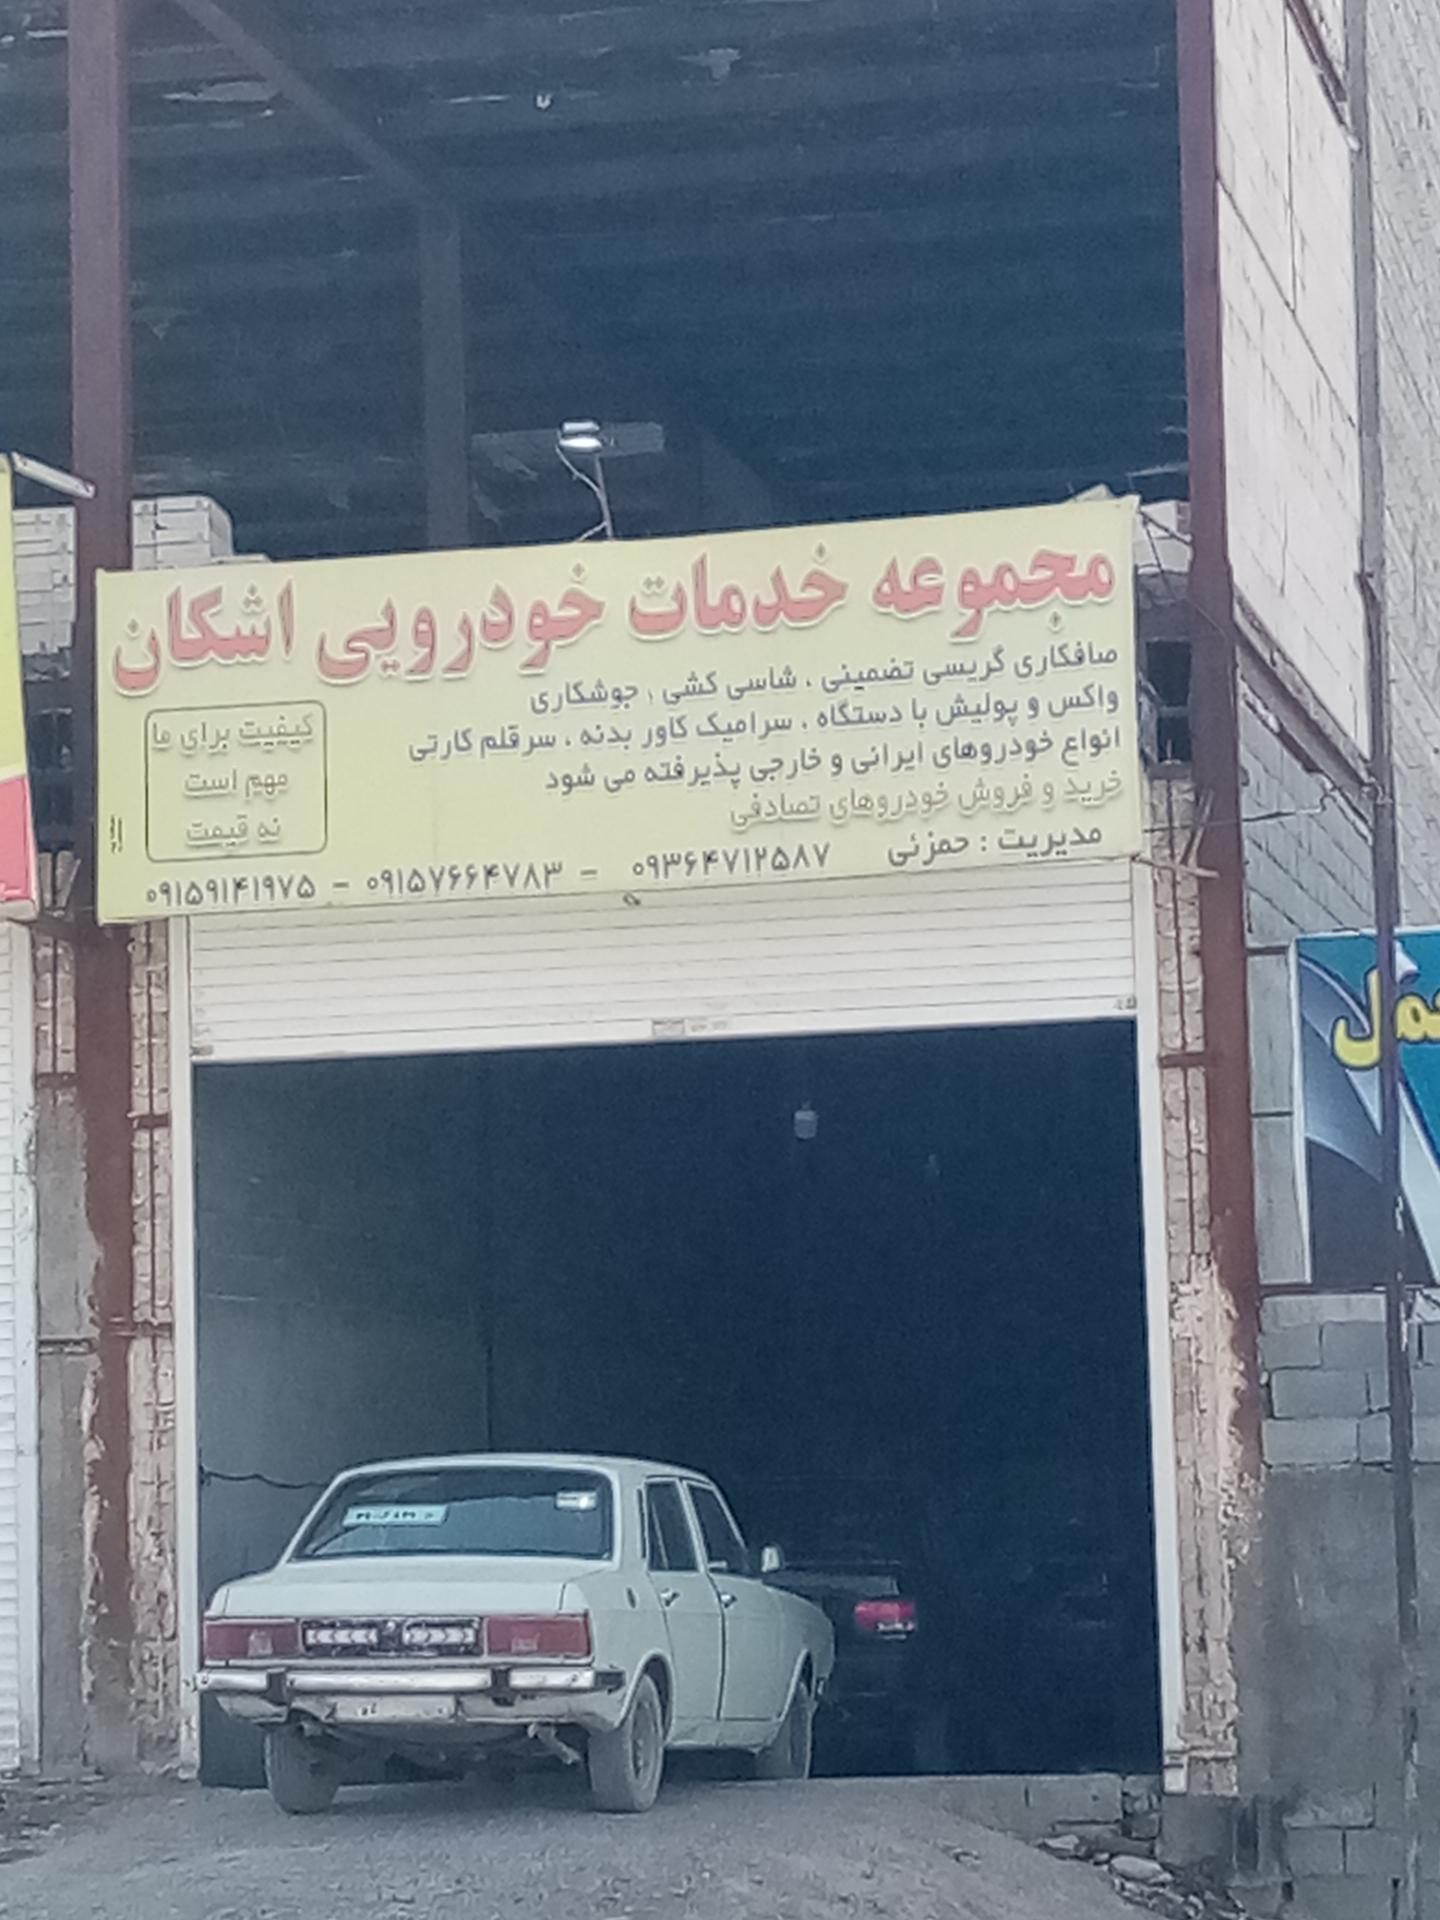 مجموعه خدمات خودرویی اشکان
صافکاری گریسی تضمینی ، شاسی کشی ، جوشکاری
واکس و پولیش با دستگاه ، سرامیک کاور بدنه ، سرقلم کارتی
انواع خودروهای ایرانی و خارجی پذیرفته می شود
خرید و فروش خودروهای تصادفی
مدیریت : حمزئی
۰۹۳۶۴۷۱۲۵۸۷ - ۰۹۱۵۷۶۶۴۷۸۳ - ۰۹۱۵۹۱۴۱۹۷۵
کیفیت برای ما
مهم است
نه قیمت